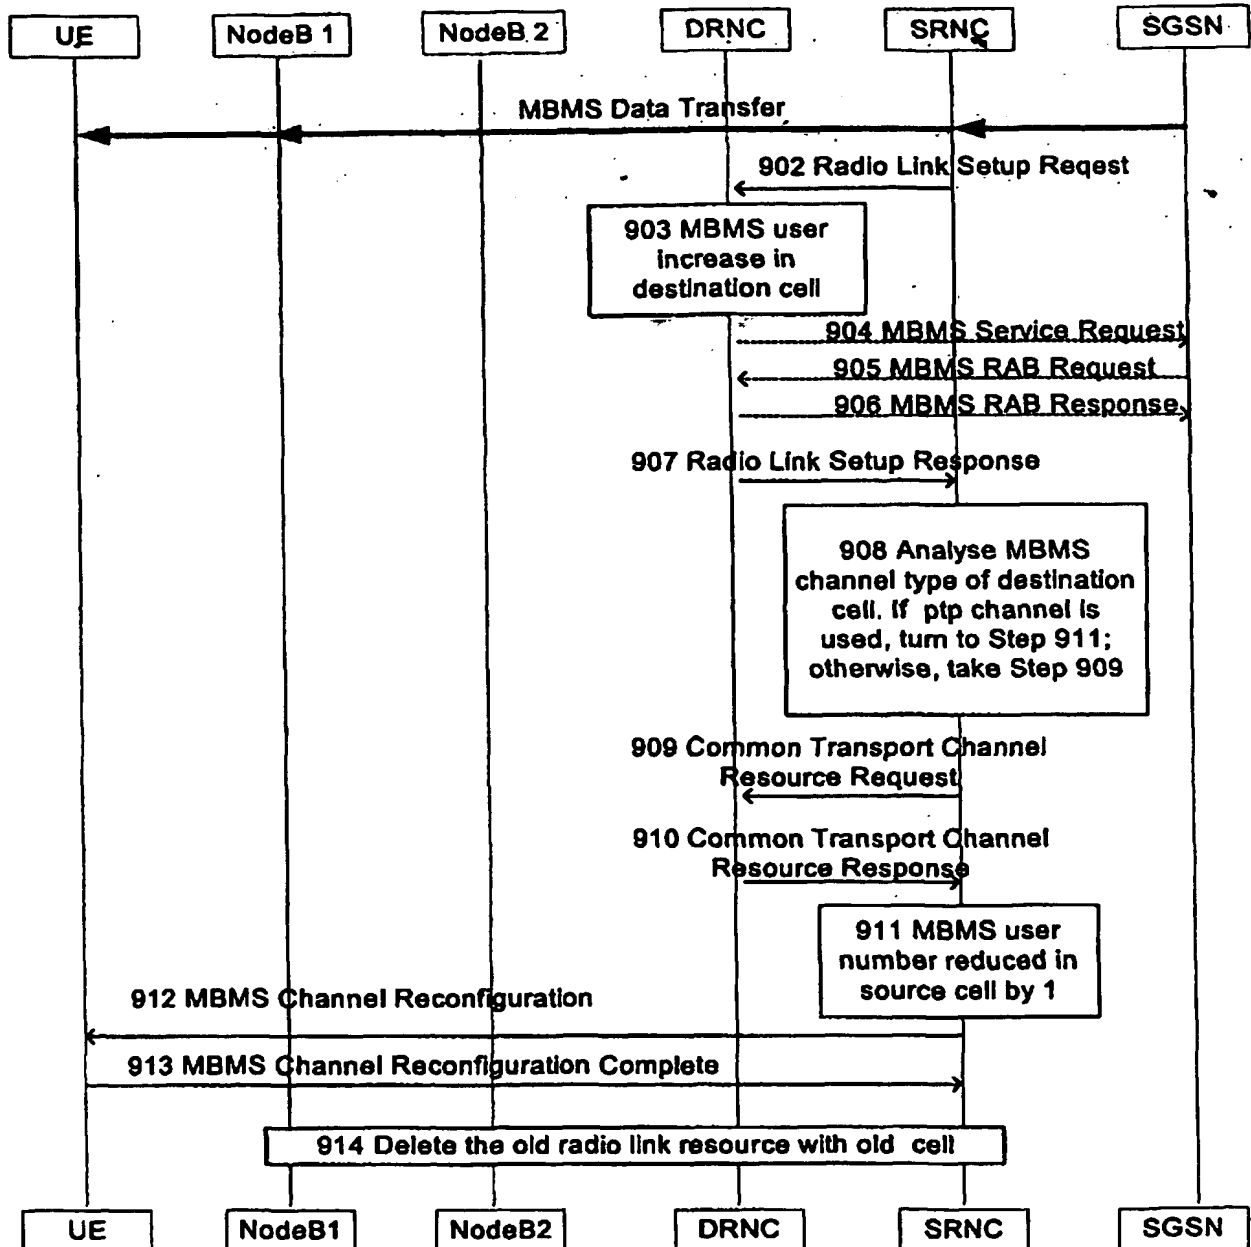 UE NodeB 1 NodeB 2 DRNC SRNC SGSN
MBMS Data Transfer
902 Radio Link Setup Reqest
903 MBMS user
increase in
destination cell
904 MBMS Service Request
905 MBMS RAB Request
906 MBMS RAB Response
907 Radio Link Setup Response
908 Analyse MBMS
channel type of destination
cell. If ptp channel is
used, turn to Step 911;
otherwise, take Step 909
909 Common Transport Channel
Resource Request
910 Common Transport Channel
Resource Response
911 MBMS user
number reduced in
source cell by 1
912 MBMS Channel Reconfiguration
913 MBMS Channel Reconfiguration Complete
914 Delete the old radio link resource with old cell
UE NodeB1 NodeB2 DRNC SRNC SGSN